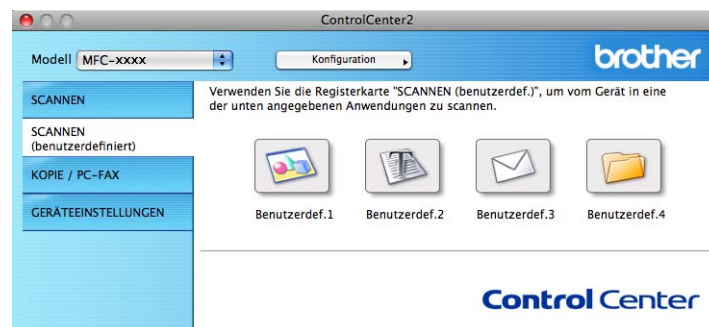 ControlCenter2
Modell MFC-xxxx
Konfiguration
brother
SCANNEN
SCANNEN
(benutzerdefiniert)
KOPIE / PC-FAX
GERÄTEEINSTELLUNGEN
Verwenden Sie die Registerkarte "SCANNEN (benutzerdef.)", um vom Gerät in eine
der unten angegebenen Anwendungen zu scannen.
T
Benutzerdef.1 Benutzerdef.2 Benutzerdef.3 Benutzerdef.4
Control Center